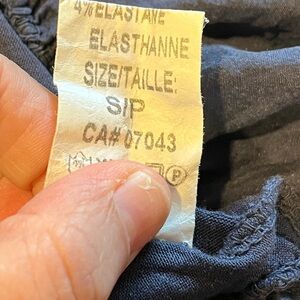 4% ELASTANE
ELASTHANNE
SIZE/TAILLE:
S/P
CA# 07043
P